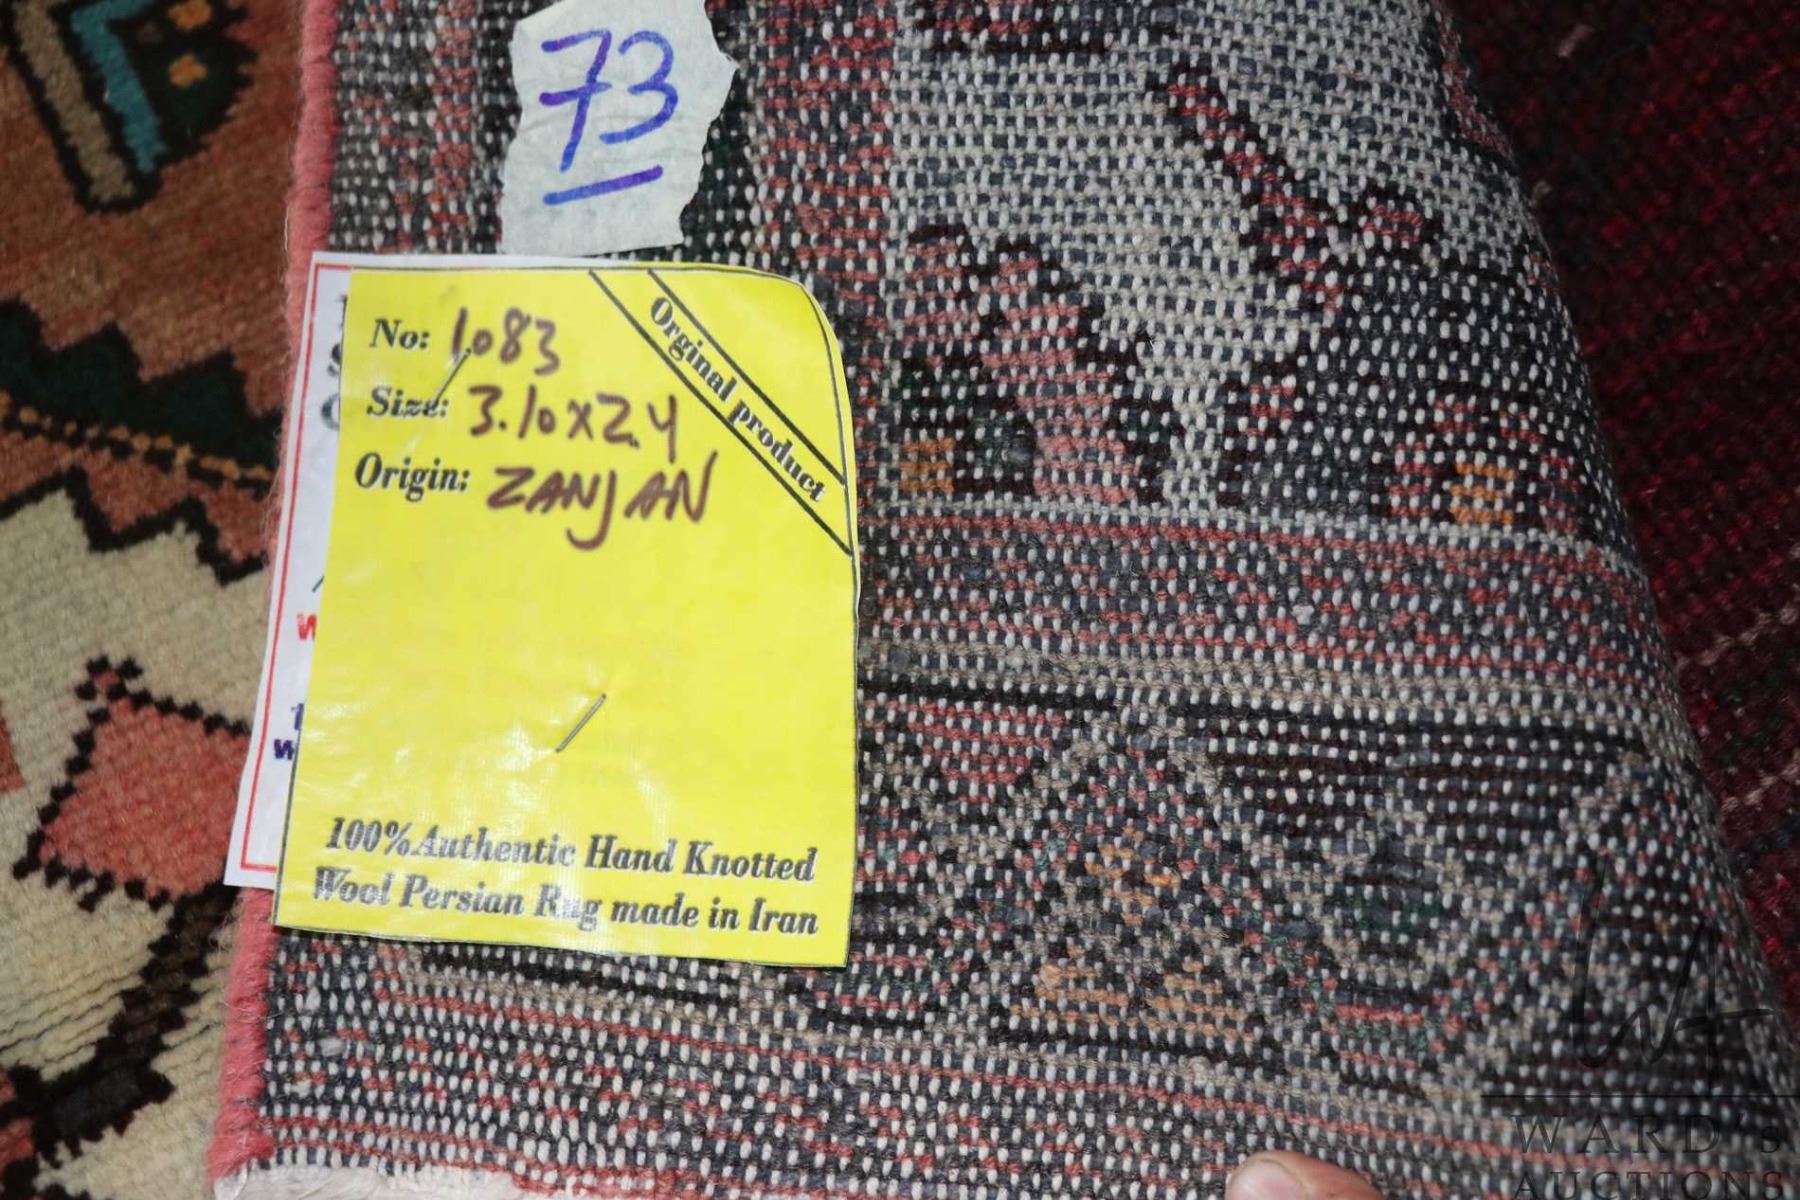 73
No: 1083
Size: 3.10x2.4
Origin: ZANJAN
Orginal product
100% Authentic Hand Knotted
Wool Persian Rug made in Iran
W
t
W
WA
WARD's
AUCTIONS